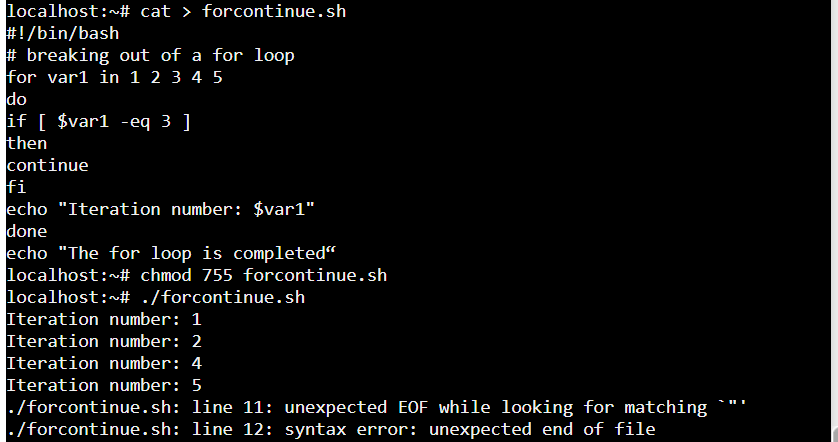 localhost:~# cat > forcontinue.sh
#!/bin/bash
# breaking out of a for loop
for var1 in 1 2 3 4 5
do
if [ $var1 -eq 3 ]
then
continue
fi
echo "Iteration number: $var1"
done
echo "The for loop is completed“
localhost:~# chmod 755 forcontinue.sh
localhost:~# ./forcontinue.sh
Iteration number: 1
Iteration number: 2
Iteration number: 4
Iteration number: 5
./forcontinue.sh: line 11: unexpected EOF while looking for matching `"'
./forcontinue.sh: line 12: syntax error: unexpected end of file